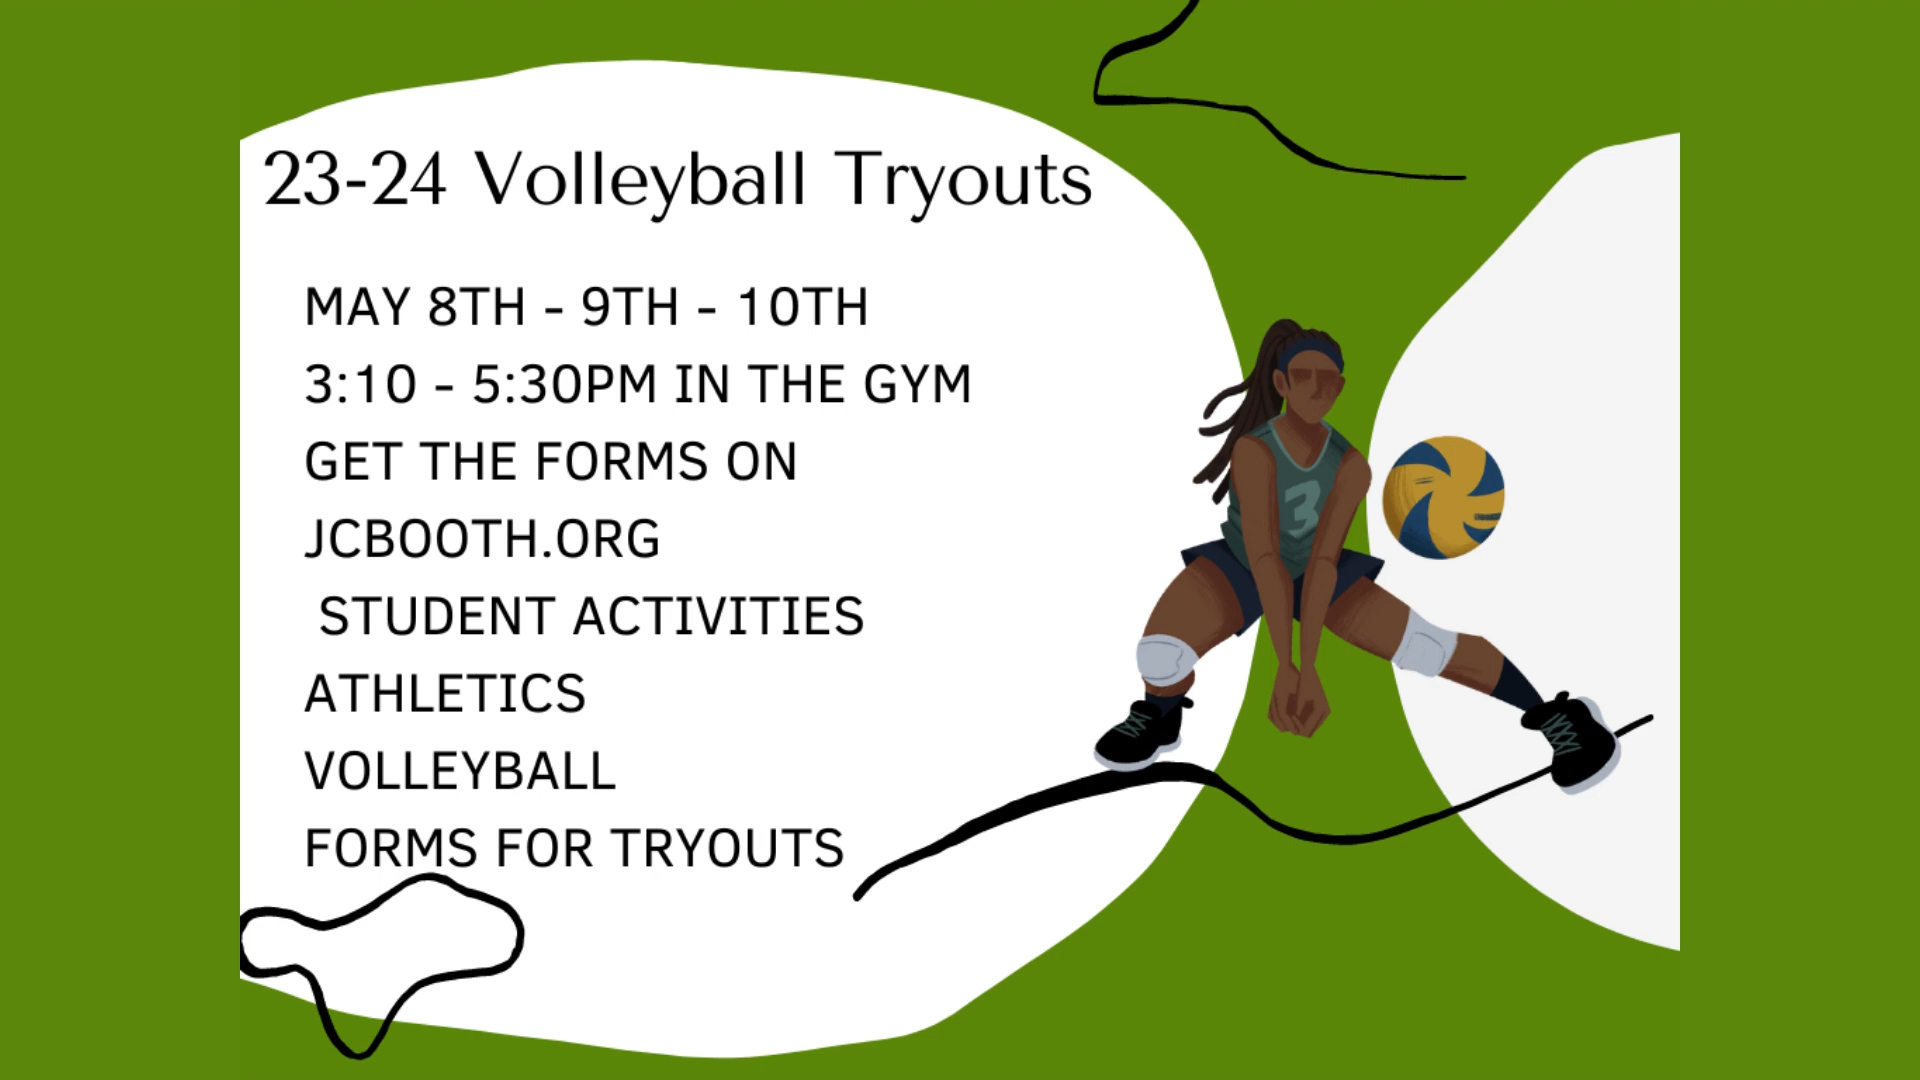 23-24 Volleyball Tryouts
MAY 8TH - 9TH - 10TH
3:10 - 5:30PM IN THE GYM
GET THE FORMS ON
JCBOOTH.ORG
STUDENT ACTIVITIES
ATHLETICS
VOLLEYBALL
FORMS FOR TRYOUTS
3